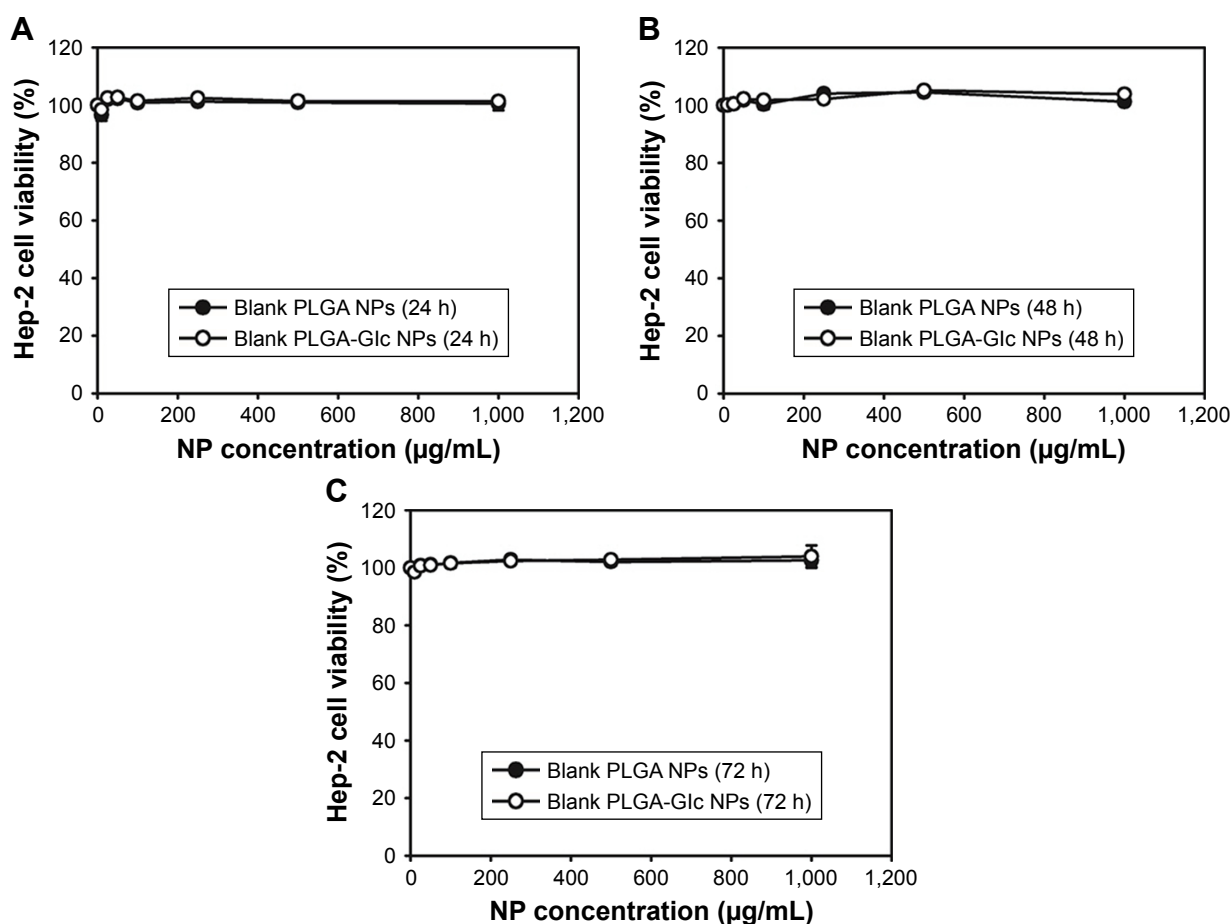 A
Hep-2 cell viability (%)
120
100
80
60
40
20
0
Blank PLGA NPs (24 h)
Blank PLGA-Glc NPs (24 h)
0
200
400
600
800
1,000
1,200
NP concentration (µg/mL)
B
Hep-2 cell viability (%)
120
100
80
60
40
20
0
Blank PLGA NPs (48 h)
Blank PLGA-Glc NPs (48 h)
0
200
400
600
800
1,000
1,200
NP concentration (µg/mL)
C
Hep-2 cell viability (%)
120
100
80
60
40
20
0
Blank PLGA NPs (72 h)
Blank PLGA-Glc NPs (72 h)
0
200
400
600
800
1,000
1,200
NP concentration (µg/mL)